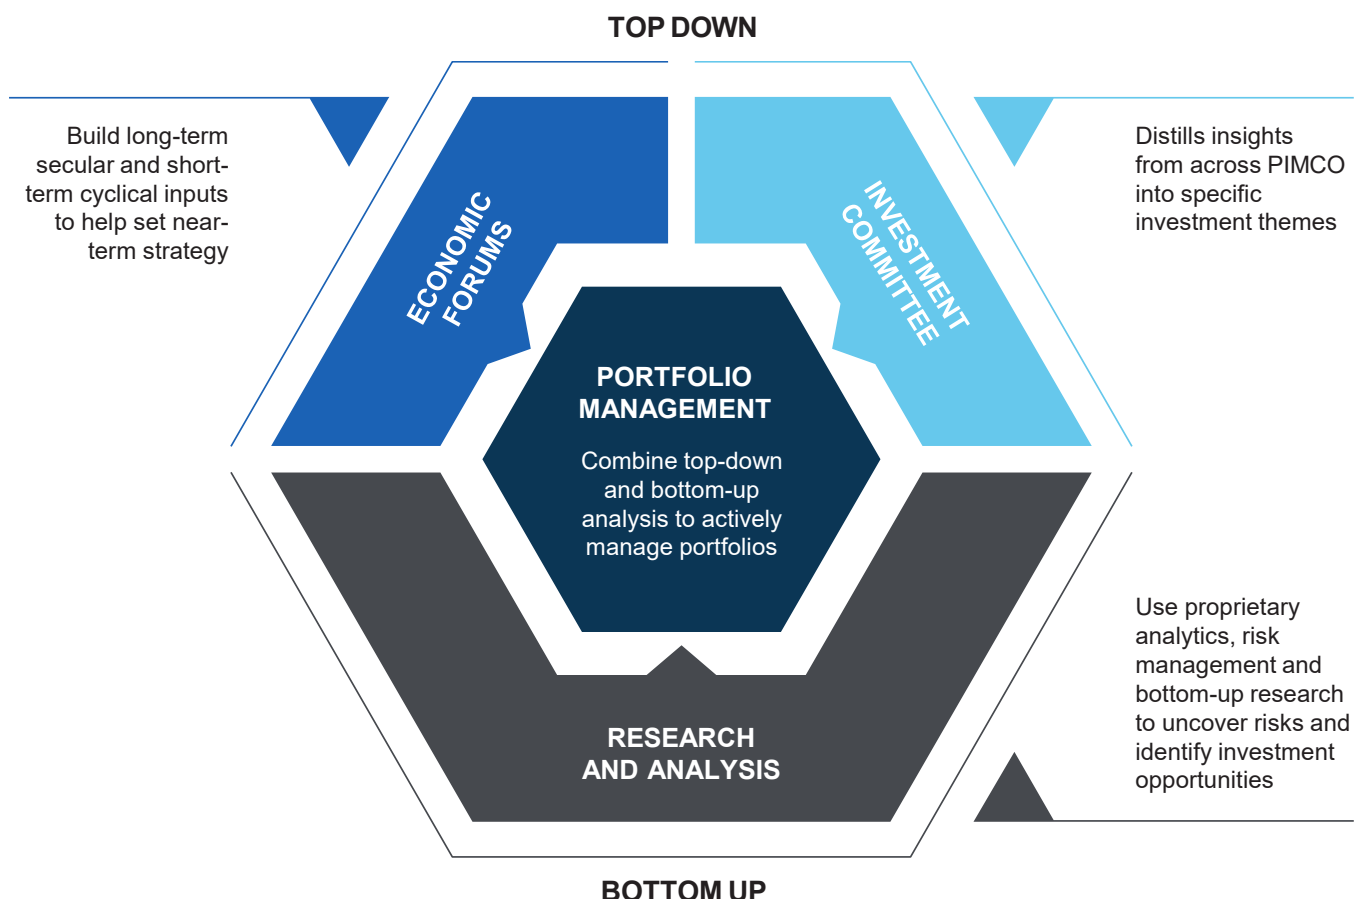 TOP DOWN
Build long-term
secular and short-
term cyclical inputs
to help set near-
term strategy
ECONOMIC
FORUMS
INVESTMENT
COMMITTEE
Distills insights
from across PIMCO
into specific
investment themes
PORTFOLIO
MANAGEMENT
Combine top-down
and bottom-up
analysis to actively
manage portfolios
RESEARCH
AND ANALYSIS
Use proprietary
analytics, risk
management and
bottom-up research
to uncover risks and
identify investment
opportunities
BOTTOM UP